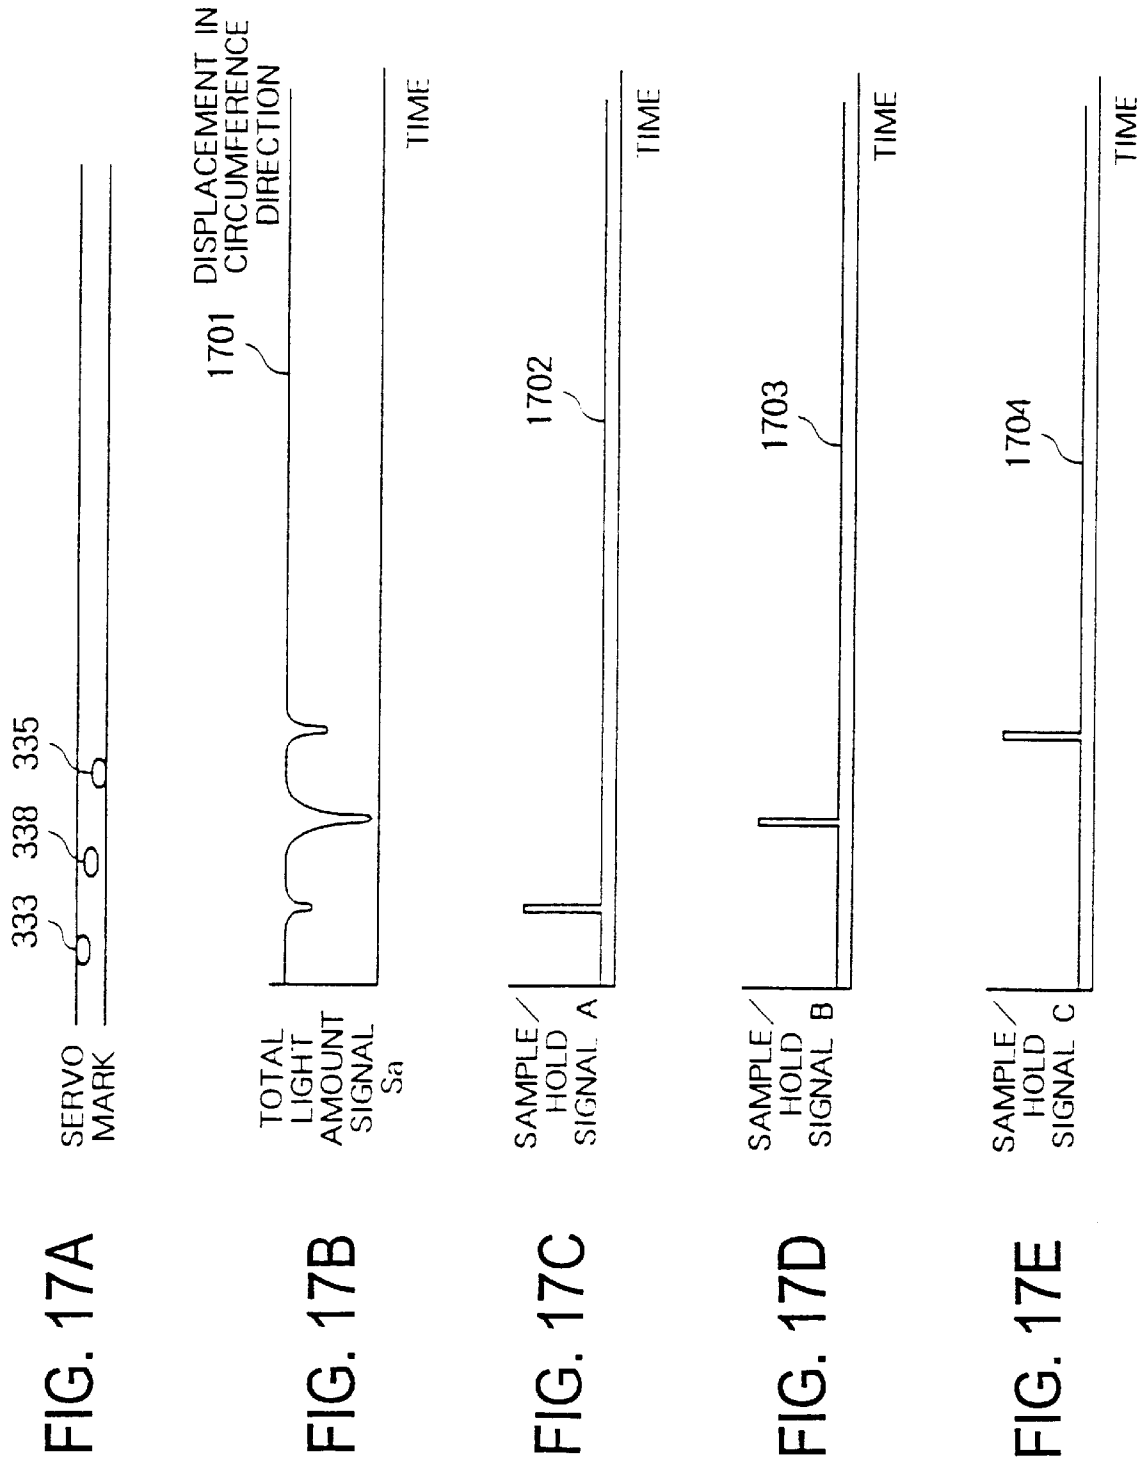 FIG. 17A
SERVO
MARK
333
338
335
FIG. 17B
TOTAL
LIGHT
AMOUNT
SIGNAL
Sa
1701
DISPLACEMENT IN
CIRCUMFERENCE
DIRECTION
TIME
FIG. 17C
SAMPLE/
HOLD
SIGNAL A
1702
TIME
FIG. 17D
SAMPLE/
HOLD
SIGNAL B
1703
TIME
FIG. 17E
SAMPLE/
HOLD
SIGNAL C
1704
TIME